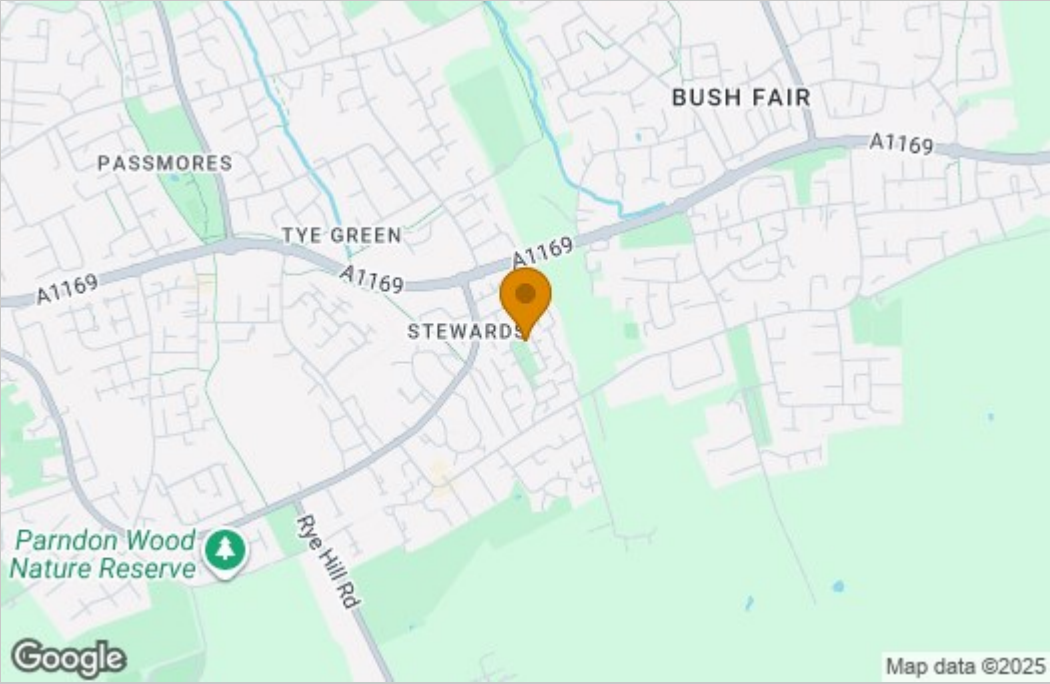 BUSH FAIR
A1169
PASSMORES
TYE GREEN
A1169
A1169
A1169
STEWARDS
Parndon Wood
Nature Reserve
Rye Hill Rd
Google
Map data ©2025